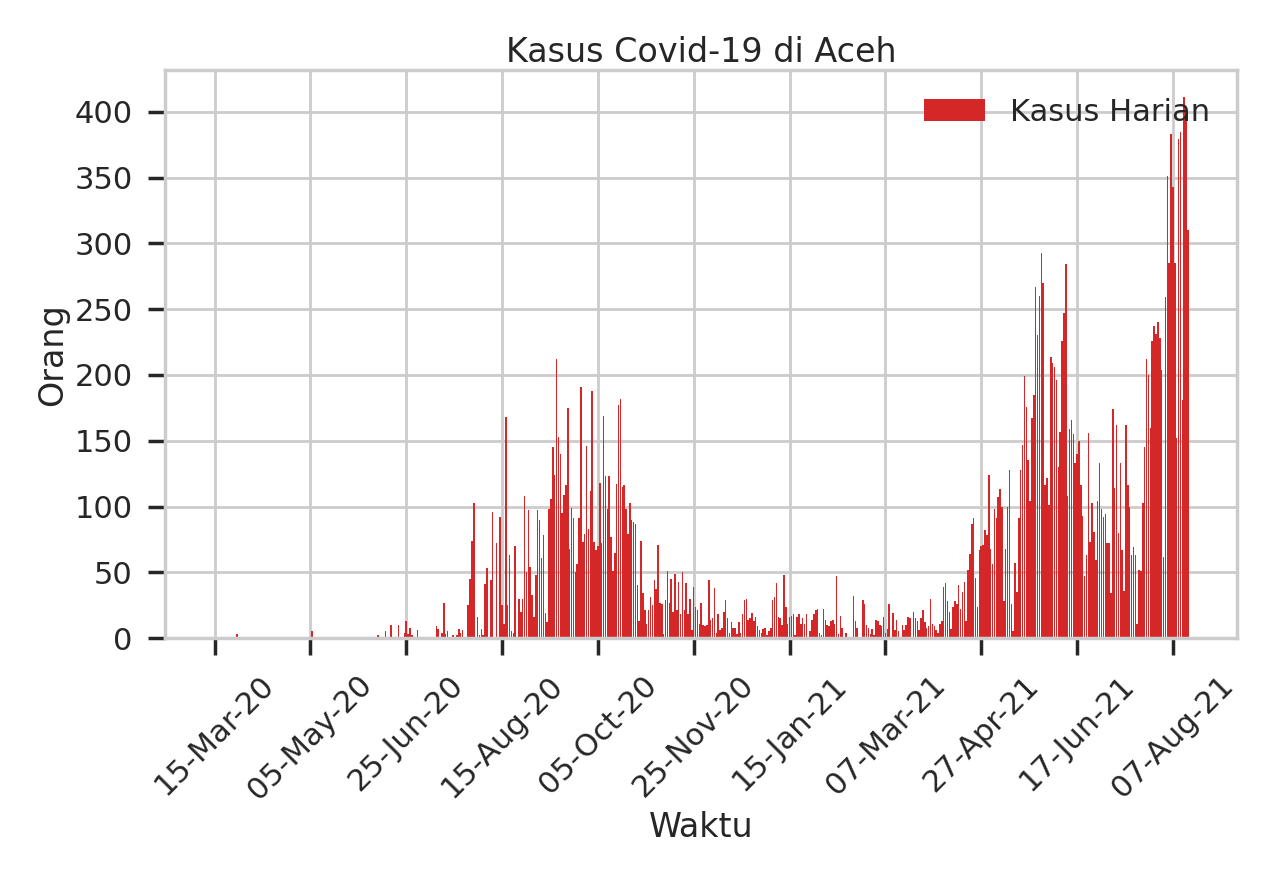 Kasus Covid-19 di Aceh
Kasus Harian
Orang
400
350
300
250
200
150
100
50
0
15-Mar-20
05-May-20
25-Jun-20
15-Aug-20
05-Oct-20
25-Nov-20
15-Jan-21
07-Mar-21
27-Apr-21
17-Jun-21
07-Aug-21
Waktu